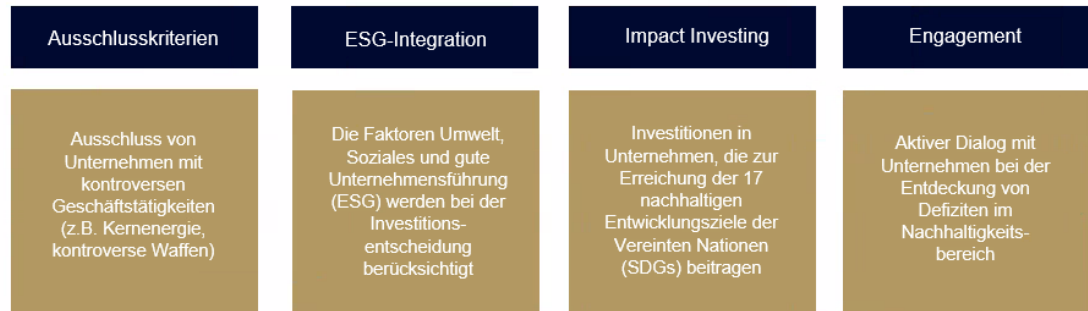 Ausschlusskriterien
Ausschluss von
Unternehmen mit
kontroversen
Geschäftstätigkeiten
(z.B. Kernenergie,
kontroverse Waffen)
ESG-Integration
Die Faktoren Umwelt,
Soziales und gute
Unternehmensführung
(ESG) werden bei der
Investitions-
entscheidung
berücksichtigt
Impact Investing
Investitionen in
Unternehmen, die zur
Erreichung der 17
nachhaltigen
Entwicklungsziele der
Vereinten Nationen
(SDGs) beitragen
Engagement
Aktiver Dialog mit
Unternehmen bei der
Entdeckung von
Defiziten im
Nachhaltigkeits-
bereich